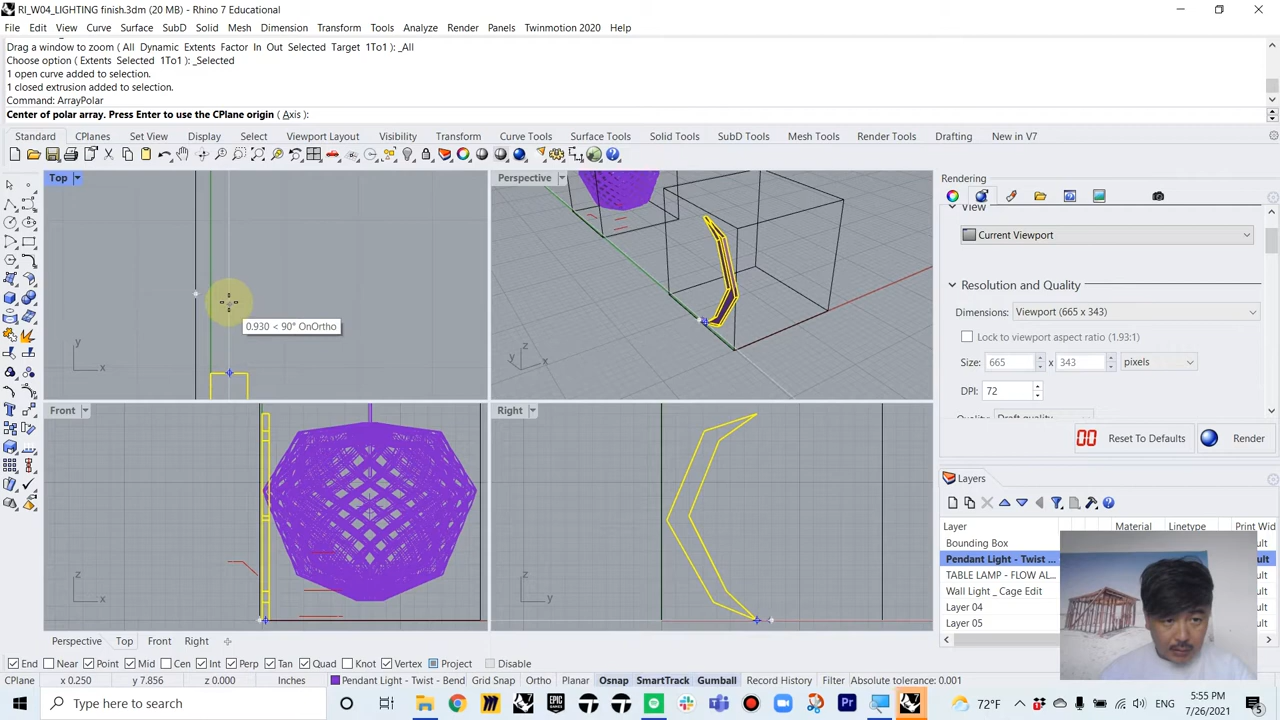 RI_W04_LIGHTING finish.3dm (20 MB) - Rhino 7 Educational
File Edit View Curve Surface Solid SubD Mesh Dimension Transform Tools Analyze Render Panels Twinmotion 2020 Help
Drag a window to zoom ( All Dynamic Extents Factor In Out Selected Target 1To1 ): _All
Choose option ( Extents Selected 1To1 ): _Selected
1 open curve added to selection.
1 closed extrusion added to selection.
Command: ArrayPolar
Center of polar array. Press Enter to use the CPlane origin ( Axis ):
Standard CPlanes Set View Display Select Viewport Layout Visibility Transform Curve Tools Surface Tools Solid Tools SubD Tools Mesh Tools Render Tools Drafting New in V7
Top
Perspective
Rendering
View
Current Viewport
Resolution and Quality
Dimensions: Viewport (665 x 343)
Lock to viewport aspect ratio (1.93:1)
Size: 665 x 343 pixels
DPI: 72
Quality: Draft quality
0.930 < 90° OnOrtho
y
x
z
y
x
Reset To Defaults
Render
Front
Right
Layers
Layer Material Linetype Print Wid
Bounding Box
Pendant Light - Twist ...
TABLE LAMP - FLOW AL...
Wall Light _ Cage Edit
Layer 04
Layer 05
z
x
z
y
Perspective Top Front Right
End Near Point Mid Cen Int Perp Tan Quad Knot Vertex Project Disable
CPlane x 0.250 y 7.856 z 0.000 Inches Pendant Light - Twist - Bend Grid Snap Ortho Planar Osnap SmartTrack Gumball Record History Filter Absolute tolerance: 0.001
Type here to search
72°F
ENG
5:55 PM
7/26/2021
5